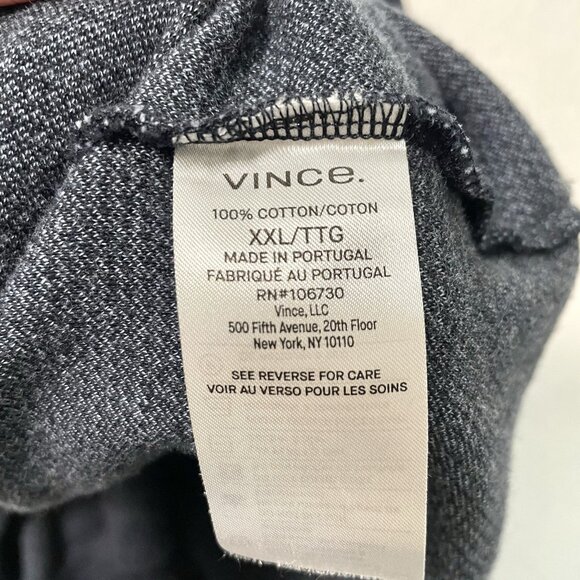 VINCE.
100% COTTON/COTON
XXL/TTG
MADE IN PORTUGAL
FABRIQUÉ AU PORTUGAL
RN#106730
Vince, LLC
500 Fifth Avenue, 20th Floor
New York, NY 10110
SEE REVERSE FOR CARE
VOIR AU VERSO POUR LES SOINS